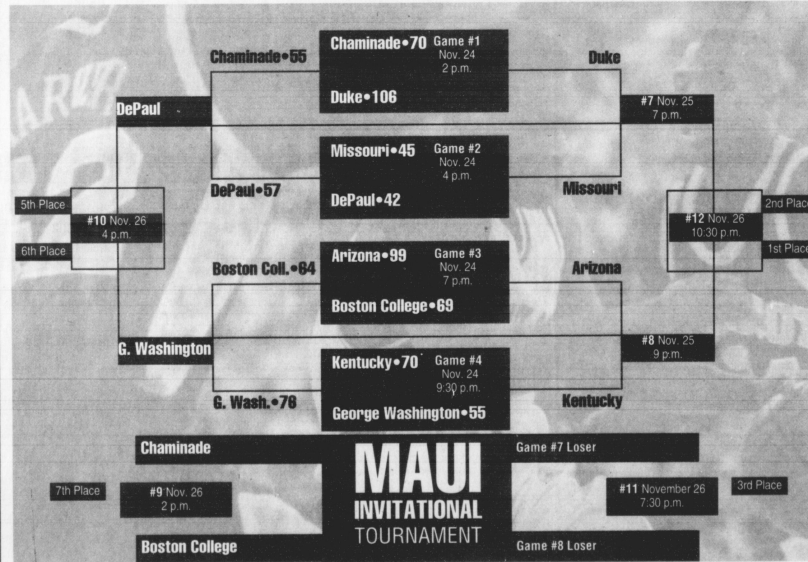 Chaminade•55
Chaminade•70 Game #1
Nov. 24
2 p.m.
Duke•106
Duke
DePaul
#7 Nov. 25
7 p.m.
Missouri•45 Game #2
Nov. 24
4 p.m.
DePaul•42
DePaul•57
Missouri
5th Place
#10 Nov. 26
4 p.m.
6th Place
2nd Place
#12 Nov. 26
10:30 p.m.
1st Place
Boston Coll.•64
Arizona•99 Game #3
Nov. 24
7 p.m.
Boston College•69
Arizona
G. Washington
#8 Nov. 25
9 p.m.
Kentucky•70 Game #4
Nov. 24
9:30 p.m.
George Washington•55
G. Wash.•76
Kentucky
Chaminade
Game #7 Loser
MAUI
INVITATIONAL
TOURNAMENT
7th Place
#9 Nov. 26
2 p.m.
#11 November 26
7:30 p.m.
3rd Place
Boston College
Game #8 Loser